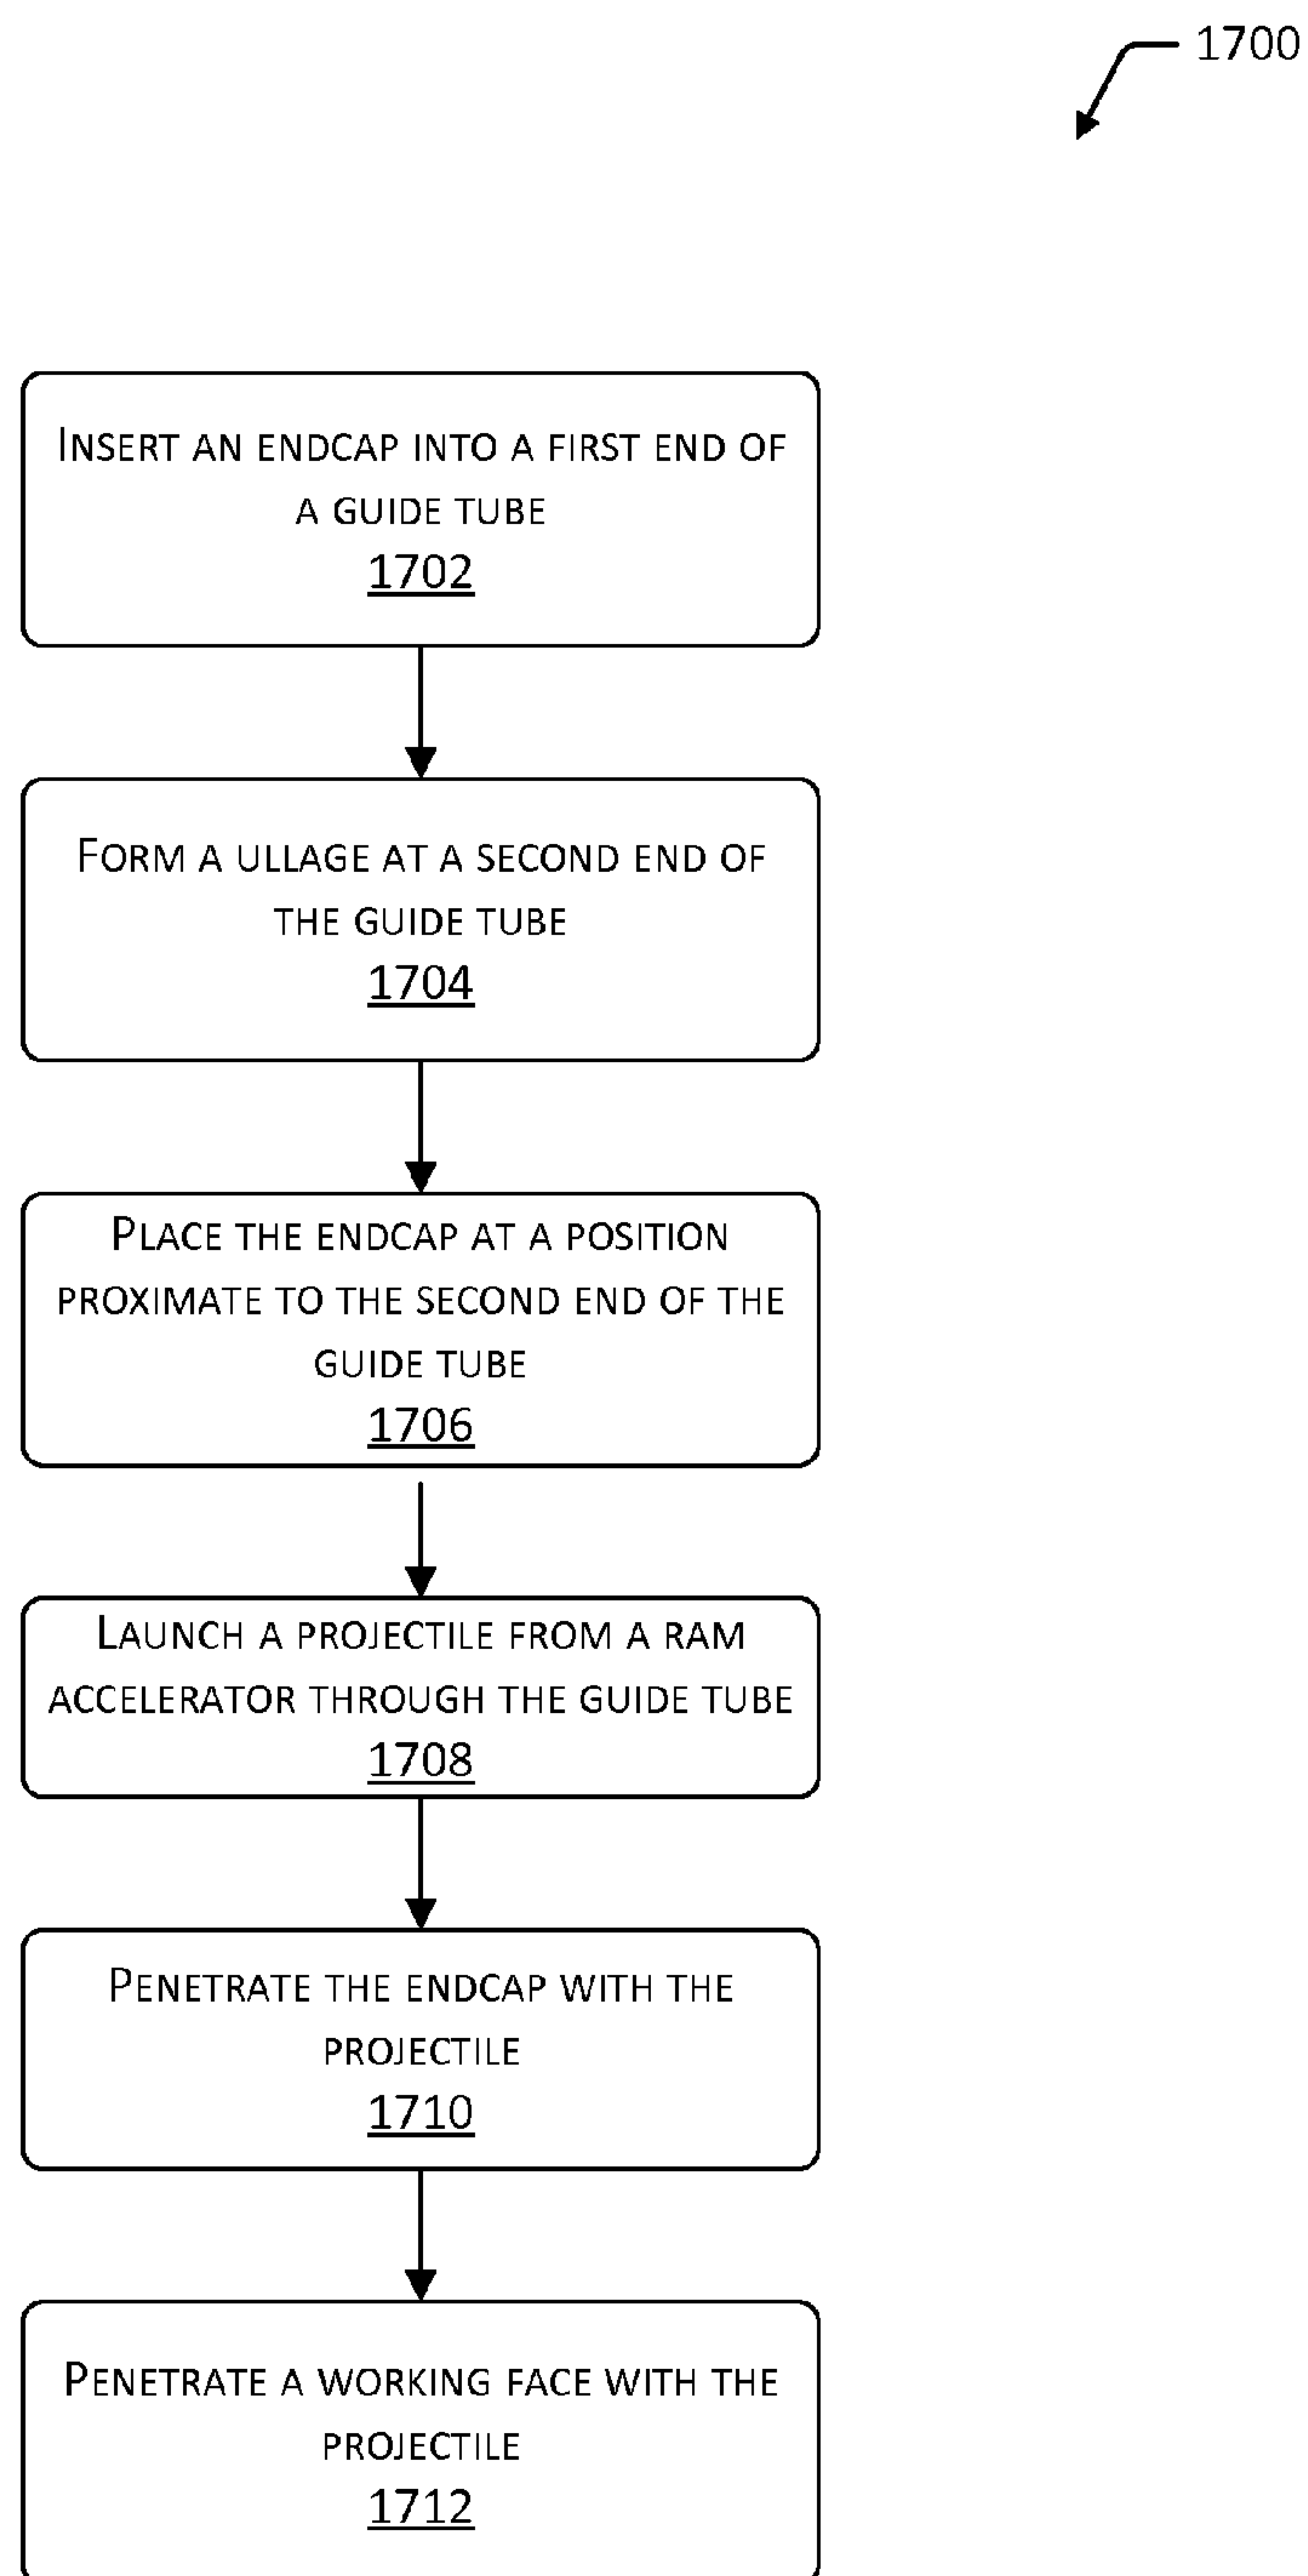 1700
INSERT AN ENDCAP INTO A FIRST END OF
A GUIDE TUBE
1702
FORM A ULLAGE AT A SECOND END OF
THE GUIDE TUBE
1704
PLACE THE ENDCAP AT A POSITION
PROXIMATE TO THE SECOND END OF THE
GUIDE TUBE
1706
LAUNCH A PROJECTILE FROM A RAM
ACCELERATOR THROUGH THE GUIDE TUBE
1708
PENETRATE THE ENDCAP WITH THE
PROJECTILE
1710
PENETRATE A WORKING FACE WITH THE
PROJECTILE
1712